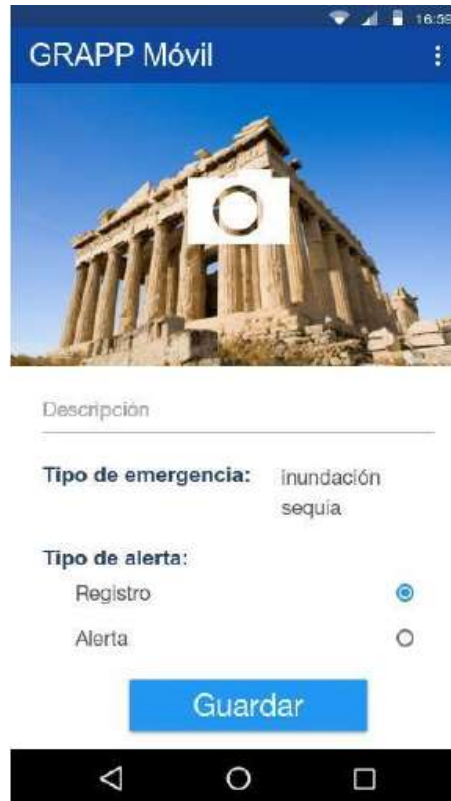 16:59
GRAPP Móvil
Descripción
Tipo de emergencia: inundación
sequia
Tipo de alerta:
Registro
Alerta
Guardar